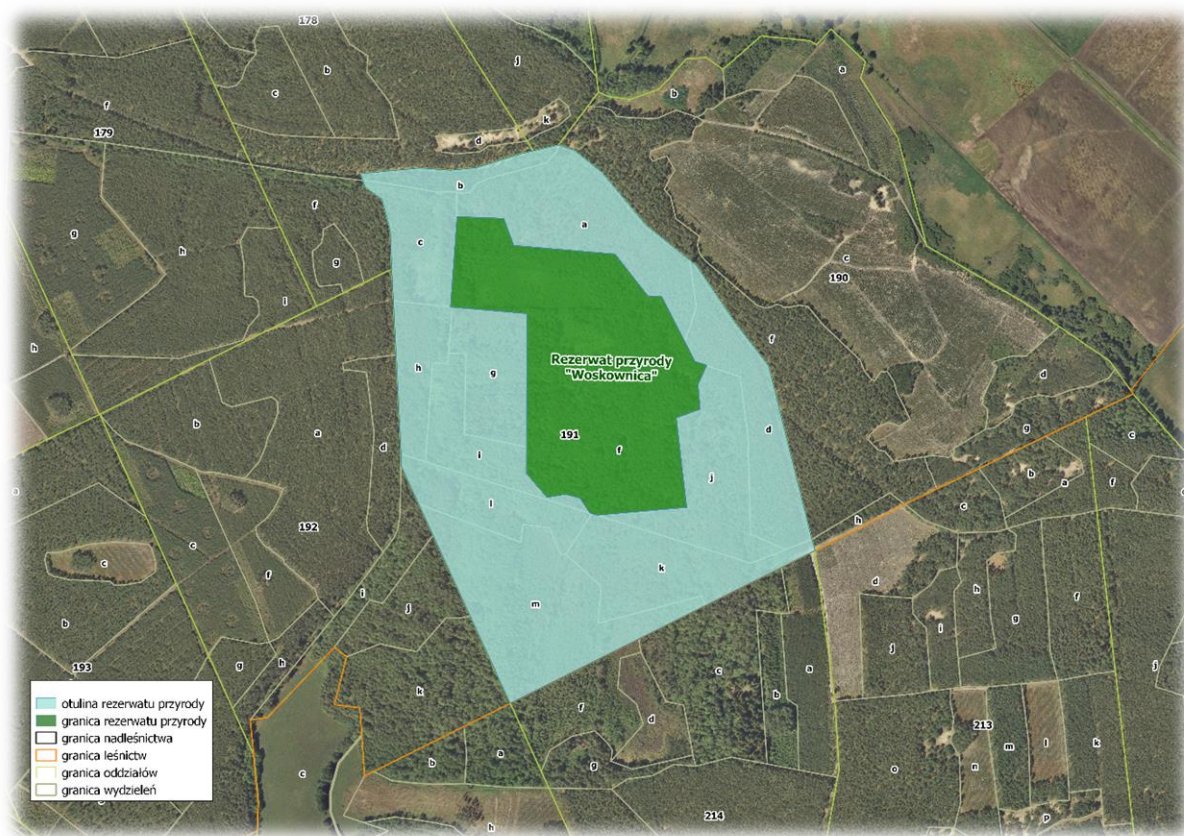 178
j
a
b
b
c
f
k
179
d
b
f
a
g
c
h
g
c
190
l
f
h
Rezerwat przyrody
"Woskownica"
h
g
d
b
a
d
191
g
c
d
f
i
j
b
a
f
l
h
c
192
c
d
f
k
c
h
i
m
g
f
b
j
i
j
j
c
a
g
h
193
k
b
otulina rezerwatu przyrody
f
d
213
granica rezerwatu przyrody
m
l
k
granica nadleśnictwa
granica leśnictw
a
g
n
o
b
granica oddziałów
c
granica wydzieleń
214
p
h